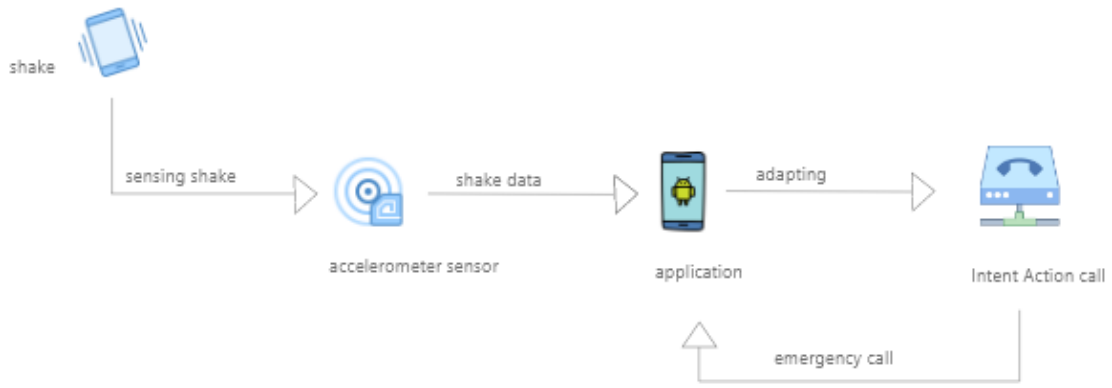 shake
sensing shake
shake data
adapting
accelerometer sensor
application
Intent Action call
emergency call